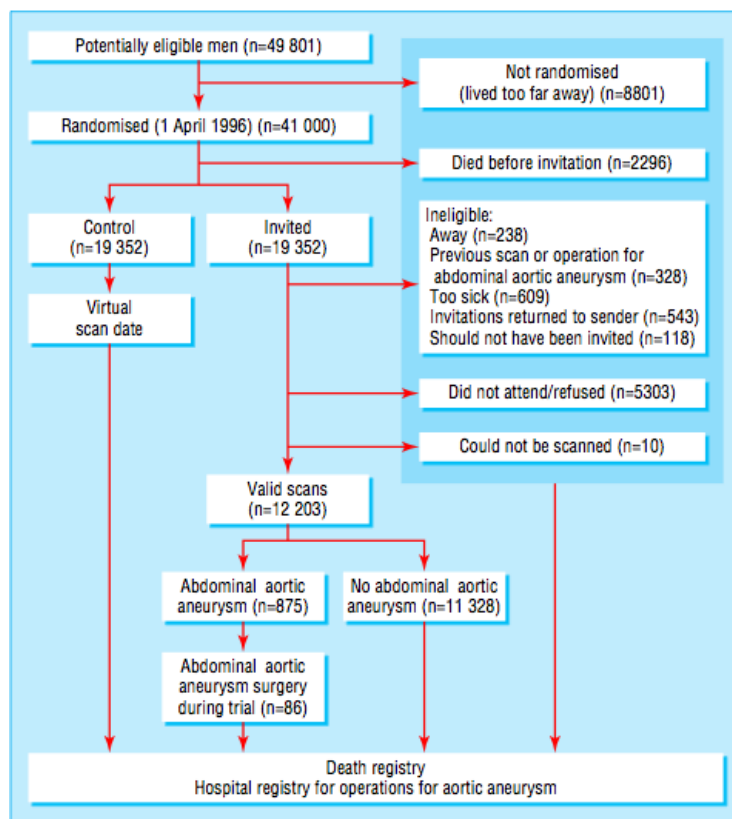 Potentially eligible men (n=49 801)
Not randomised
(lived too far away) (n=8801)
Randomised (1 April 1996) (n=41 000)
Died before invitation (n=2296)
Control
(n=19 352)
Invited
(n=19 352)
Ineligible:
Away (n=238)
Previous scan or operation for
abdominal aortic aneurysm (n=328)
Too sick (n=609)
Invitations returned to sender (n=543)
Should not have been invited (n=118)
Virtual
scan date
Did not attend/refused (n=5303)
Could not be scanned (n=10)
Valid scans
(n=12 203)
Abdominal aortic
aneurysm (n=875)
No abdominal aortic
aneurysm (n=11 328)
Abdominal aortic
aneurysm surgery
during trial (n=86)
Death registry
Hospital registry for operations for aortic aneurysm